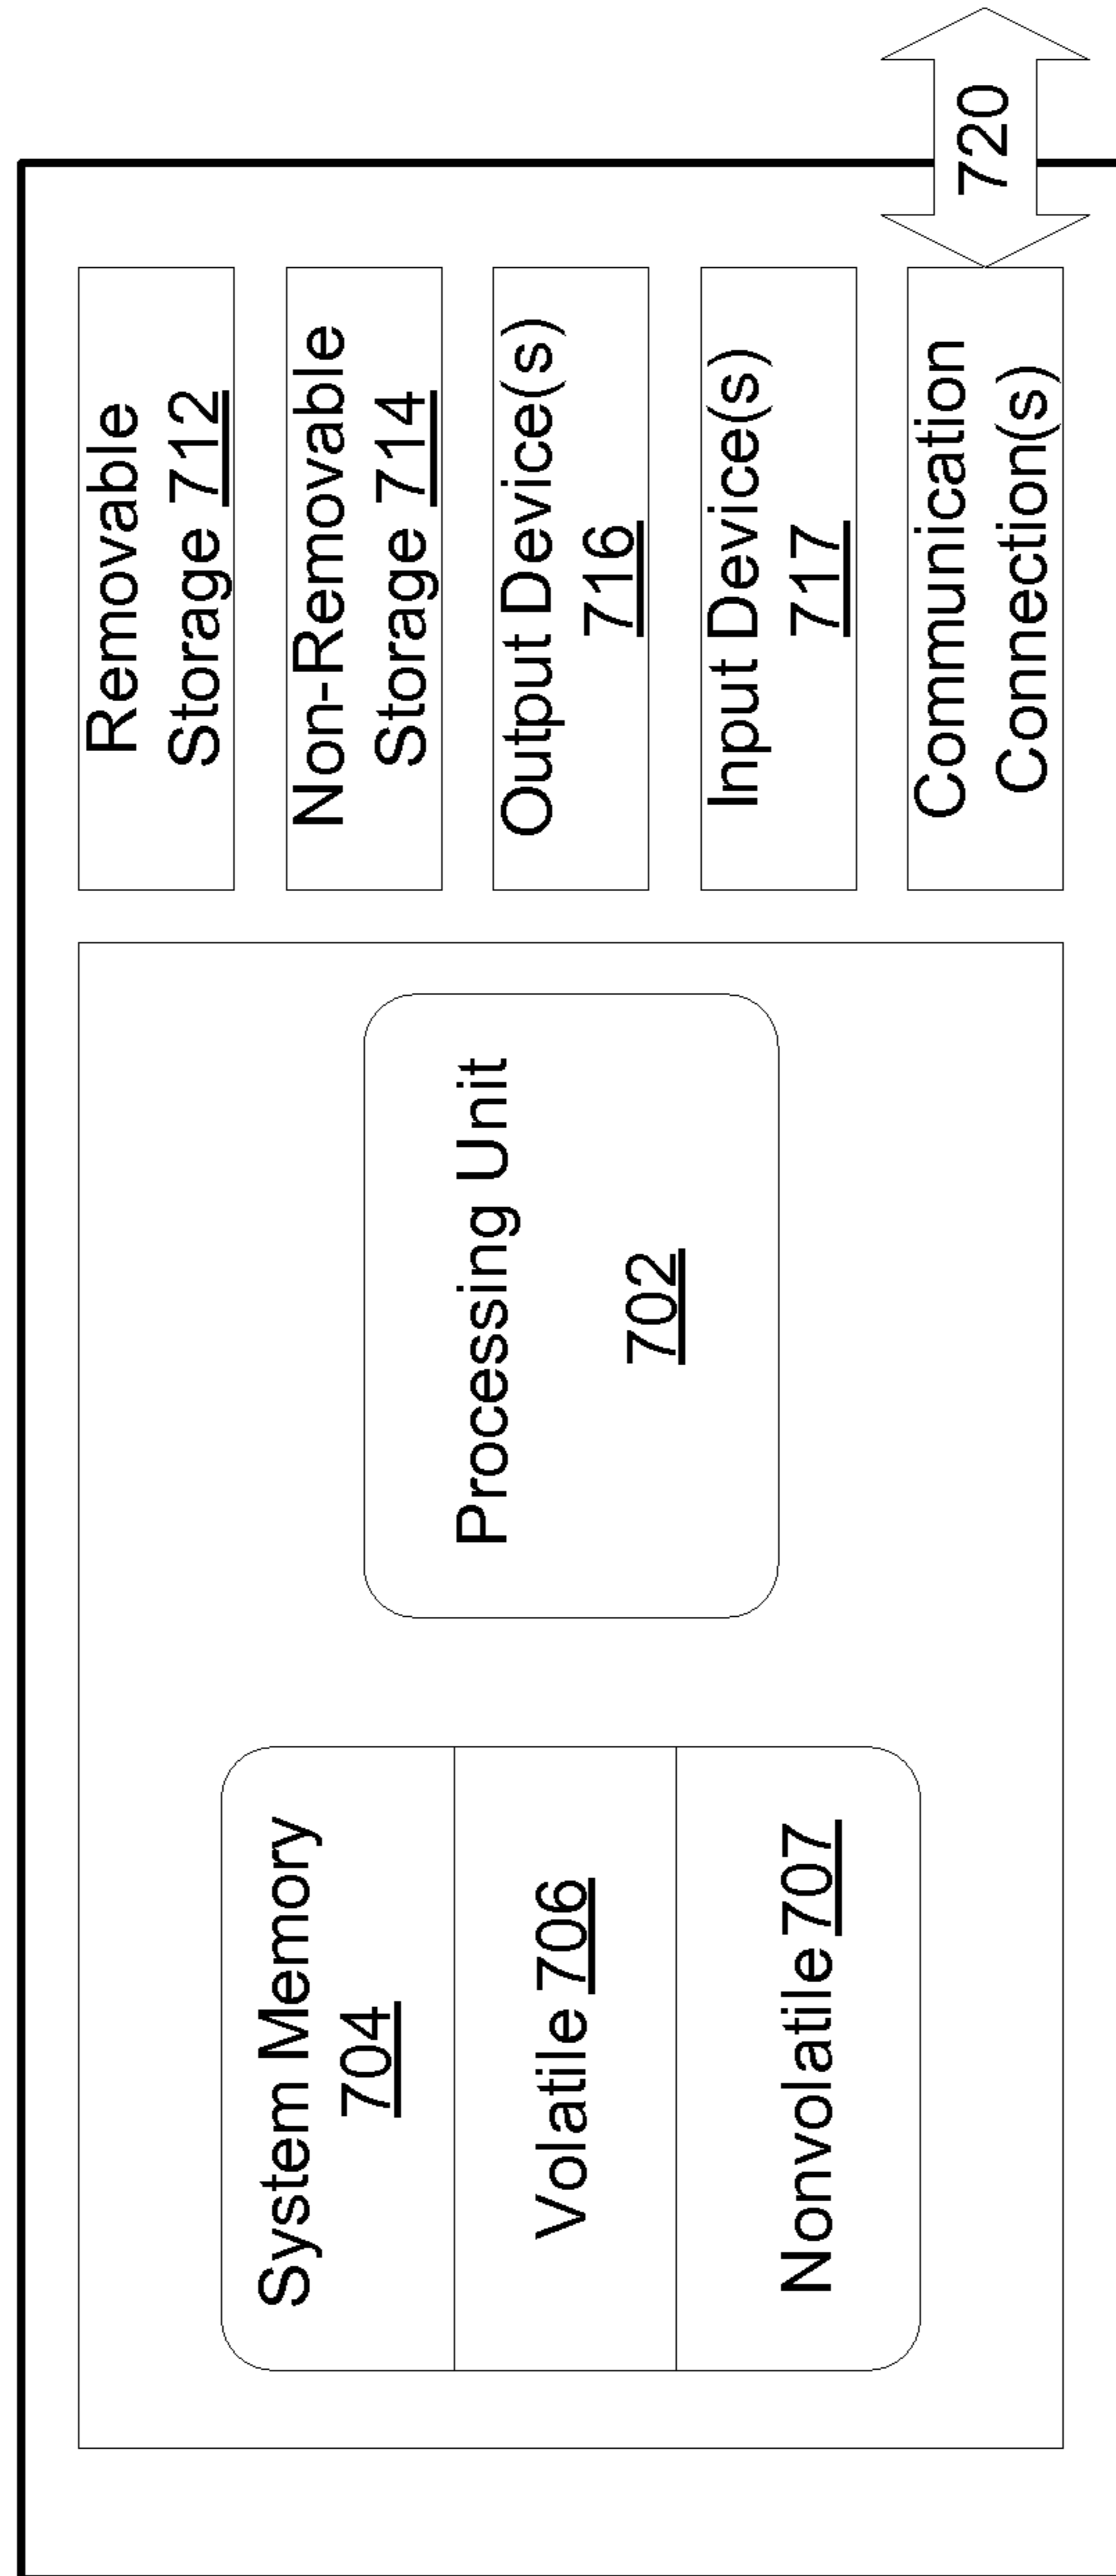 System Memory
704
Volatile 706
Nonvolatile 707
Processing Unit
702
Removable
Storage 712
Non-Removable
Storage 714
Output Device(s)
716
Input Device(s)
717
Communication
Connection(s)
720